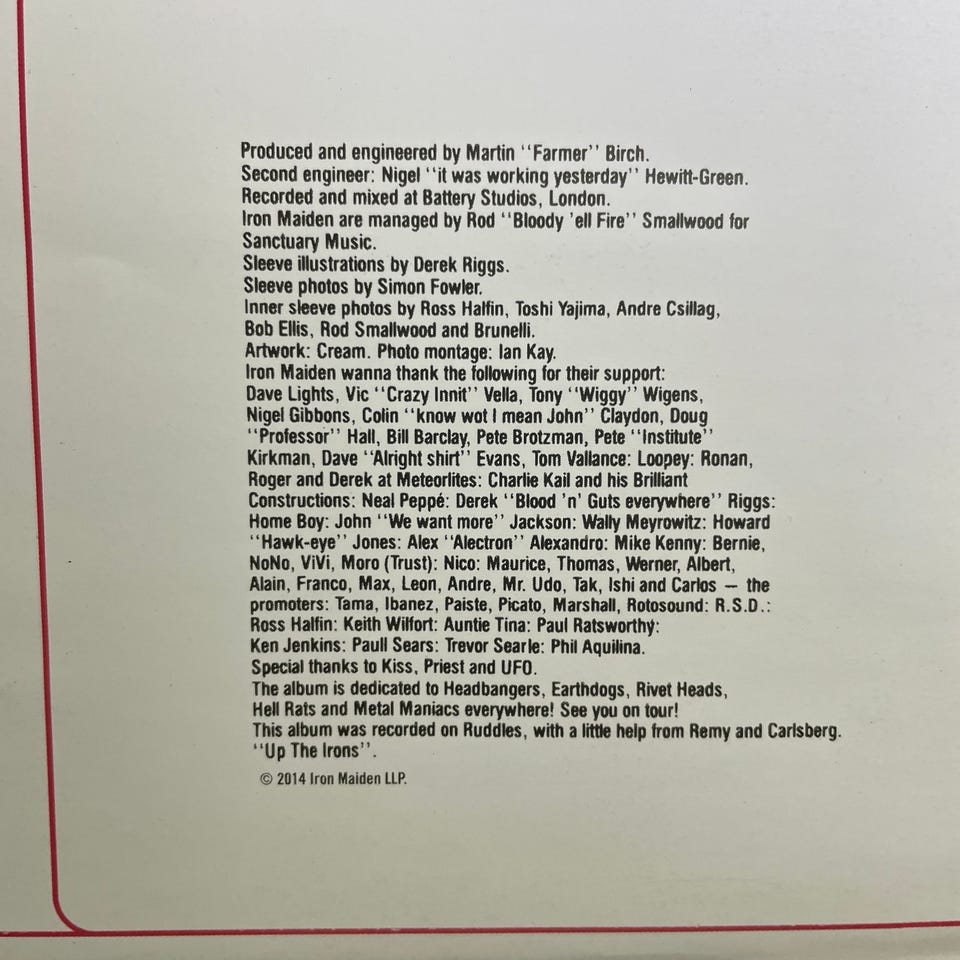 Produced and engineered by Martin ‘‘Farmer’’ Birch.
Second engineer: Nigel ‘‘it was working yesterday’’ Hewitt-Green.
Recorded and mixed at Battery Studios, London.
Iron Maiden are managed by Rod ‘‘Bloody ’ell Fire’’ Smallwood for
Sanctuary Music.
Sleeve illustrations by Derek Riggs.
Sleeve photos by Simon Fowler.
Inner sleeve photos by Ross Halfin, Toshi Yajima, Andre Csillag,
Bob Ellis, Rod Smallwood and Brunelli.
Artwork: Cream. Photo montage: Ian Kay.
Iron Maiden wanna thank the following for their support:
Dave Lights, Vic ‘‘Crazy Innit’’ Vella, Tony ‘‘Wiggy’’ Wigens,
Nigel Gibbons, Colin ‘‘know wot I mean John’’ Claydon, Doug
‘‘Professor’’ Hall, Bill Barclay, Pete Brotzman, Pete ‘‘Institute’’
Kirkman, Dave ‘‘Alright shirt’’ Evans, Tom Vallance: Loopey: Ronan,
Roger and Derek at Meteorlites: Charlie Kail and his Brilliant
Constructions: Neal Peppé: Derek ‘‘Blood ’n’ Guts everywhere’’ Riggs:
Home Boy: John ‘‘We want more’’ Jackson: Wally Meyrowitz: Howard
‘‘Hawk-eye’’ Jones: Alex ‘‘Alectron’’ Alexandro: Mike Kenny: Bernie,
NoNo, ViVi, Moro (Trust): Nico: Maurice, Thomas, Werner, Albert,
Alain, Franco, Max, Leon, Andre, Mr. Udo, Tak, Ishi and Carlos — the
promoters: Tama, Ibanez, Paiste, Picato, Marshall, Rotosound: R.S.D.:
Ross Halfin: Keith Wilfort: Auntie Tina: Paul Ratsworthy:
Ken Jenkins: Paull Sears: Trevor Searle: Phil Aquilina.
Special thanks to Kiss, Priest and UFO.
The album is dedicated to Headbangers, Earthdogs, Rivet Heads,
Hell Rats and Metal Maniacs everywhere! See you on tour!
This album was recorded on Ruddles, with a little help from Remy and Carlsberg.
‘‘Up The Irons’’.
© 2014 Iron Maiden LLP.